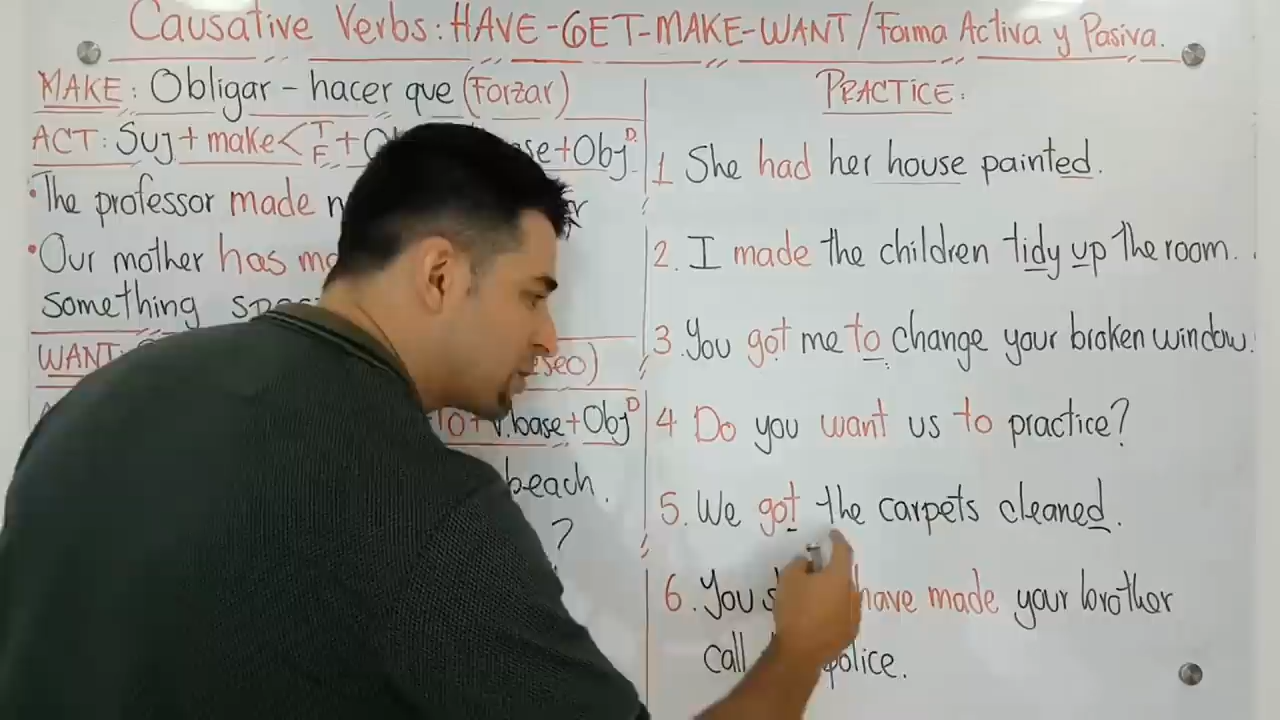 Causative Verbs: HAVE-GET-MAKE-WANT/Forma Activa y Pasiva.
MAKE: Obligar - hacer que (Forzar)
ACT: Suj + make < T F + base + Obj D
• The professor made
• Our mother has
something
WANT:
TO + V.base + Obj D
beach.
?
PRACTICE:
1 She had her house painted.
2. I made the children tidy up the room.
3. You got me to change your broken window.
4 Do you want us to practice?
5. We got the carpets cleaned.
6. You have made your brother
call police.